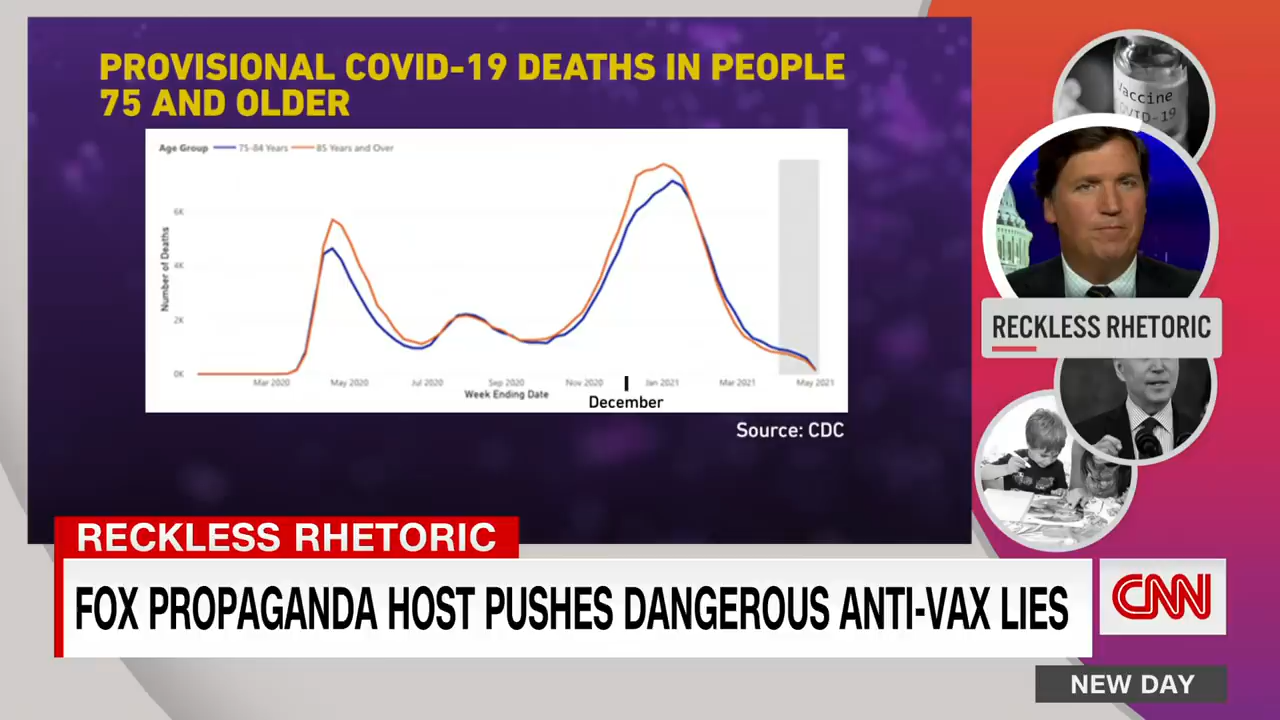 PROVISIONAL COVID-19 DEATHS IN PEOPLE
75 AND OLDER
Age Group 75-84 Years 85 Years and Over
6K
4K
2K
0K
Number of Deaths
Mar 2020 May 2020 Jul 2020 Sep 2020 Nov 2020 Jan 2021 Mar 2021 May 2021
Week Ending Date
December
Source: CDC
Vaccine
COVID-19
RECKLESS RHETORIC
RECKLESS RHETORIC
FOX PROPAGANDA HOST PUSHES DANGEROUS ANTI-VAX LIES
CNN
NEW DAY